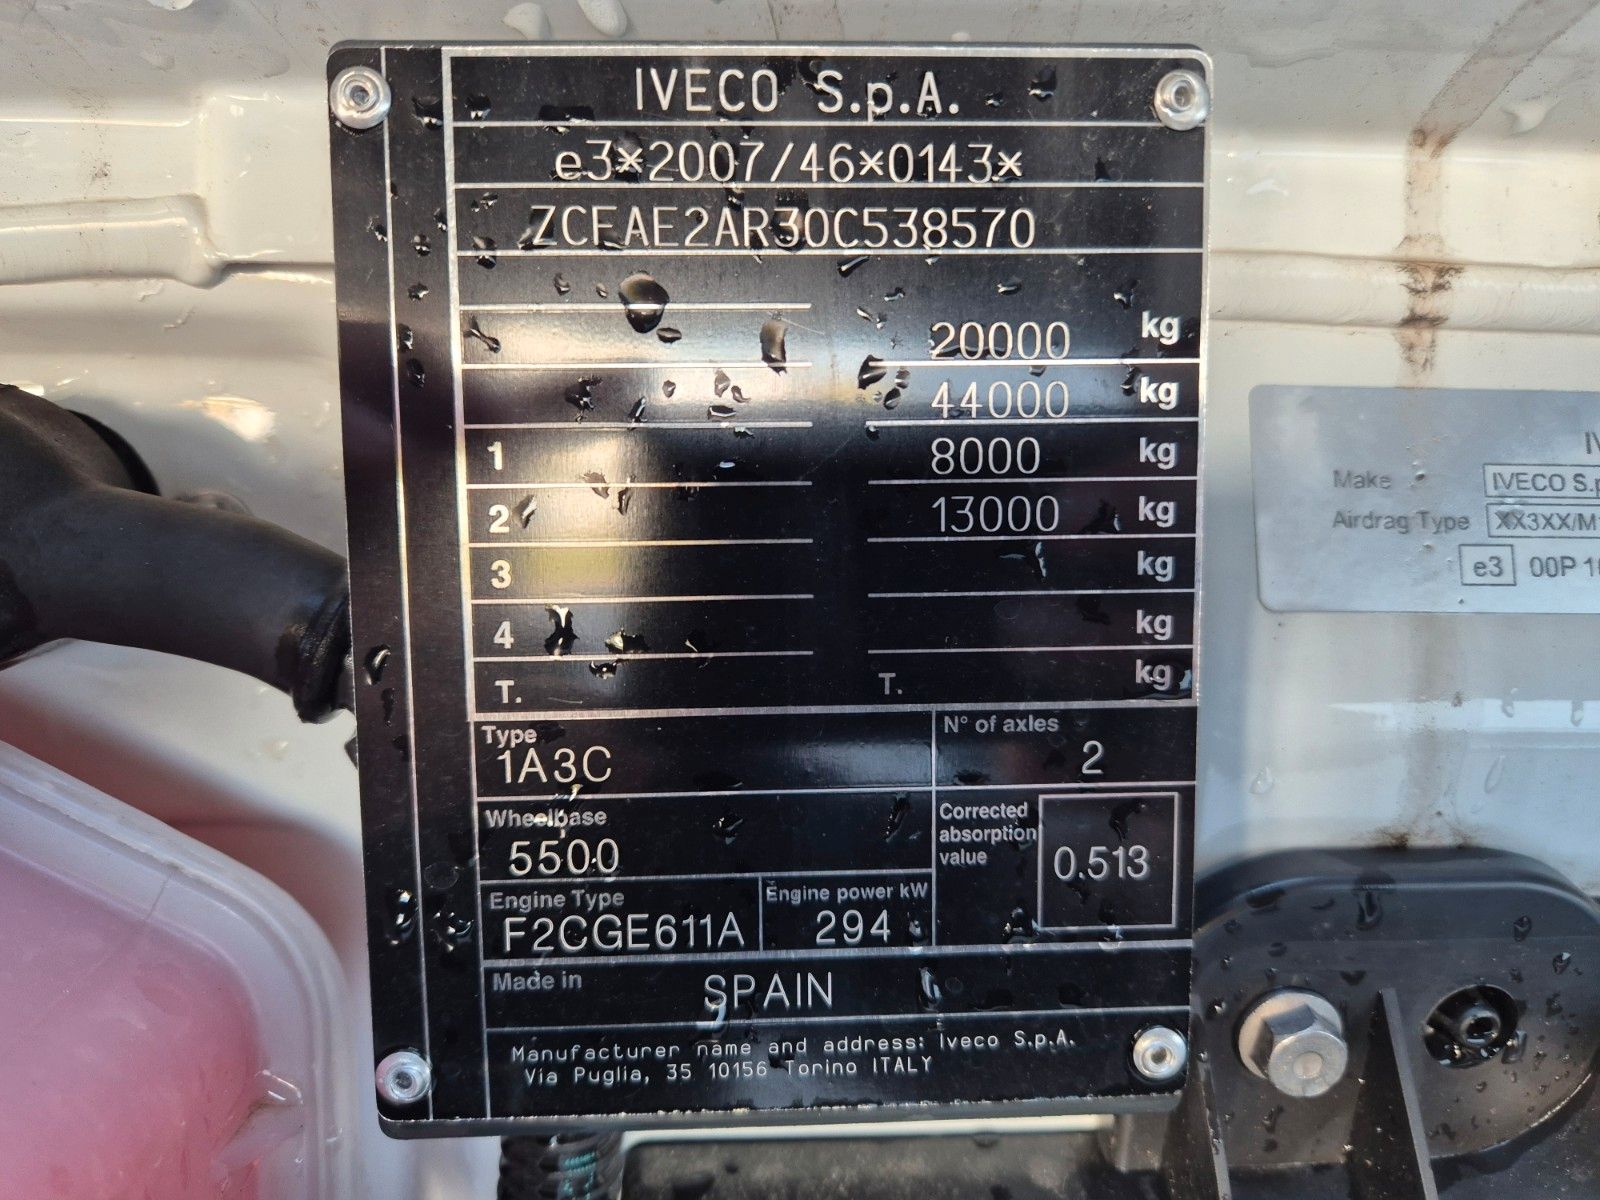 IVECO S.p.A.
e3*2007/46*0143*
ZCFAE2AR30C538570
20000 kg
44000 kg
1 8000 kg
2 13000 kg
3 kg
4 kg
T. T. kg
Type
1A3C
N° of axles
2
Wheelbase
5500
Corrected
absorption
value
0.513
Engine Type
F2CGE611A
Engine power kW
294
Made in SPAIN
Manufacturer name and address: Iveco S.p.A.
Via Puglia, 35 10156 Torino ITALY
Make IVECO S.p
Airdrag Type XX3XX/M
e3 00P